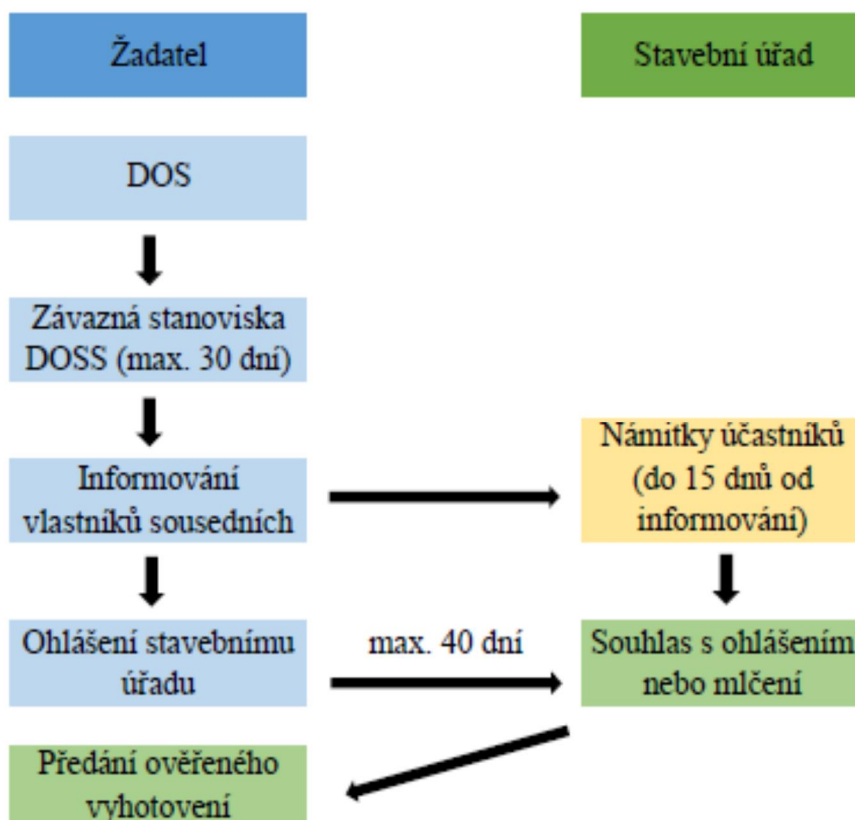 Žadatel
Stavební úřad
DOS
Závazná stanoviska
DOSS (max. 30 dní)
Informování
vlastníků sousedních
Námitky účastníků
(do 15 dnů od
informování)
Ohlášení stavebnímu
úřadu
max. 40 dní
Souhlas s ohlášením
nebo mlčení
Předání ověřeného
vyhotovení